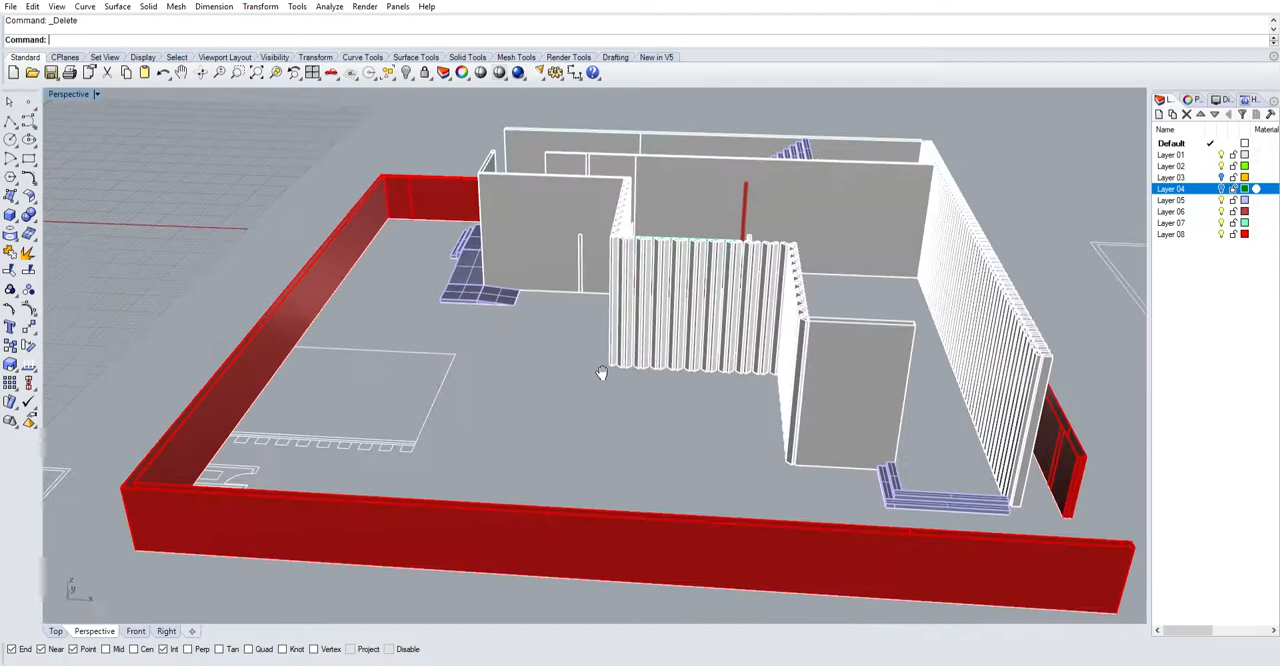 File Edit View Curve Surface Solid Mesh Dimension Transform Tools Analyze Render Panels Help
Command: _Delete
Command:
Standard CPlanes Set View Display Select Viewport Layout Visibility Transform Curve Tools Surface Tools Solid Tools Mesh Tools Render Tools Drafting New in V5
Perspective
L... P... Di... H...
Name Material
Default
Layer 01
Layer 02
Layer 03
Layer 04
Layer 05
Layer 06
Layer 07
Layer 08
z
y
x
Top Perspective Front Right
End Near Point Mid Cen Int Perp Tan Quad Knot Vertex Project Disable